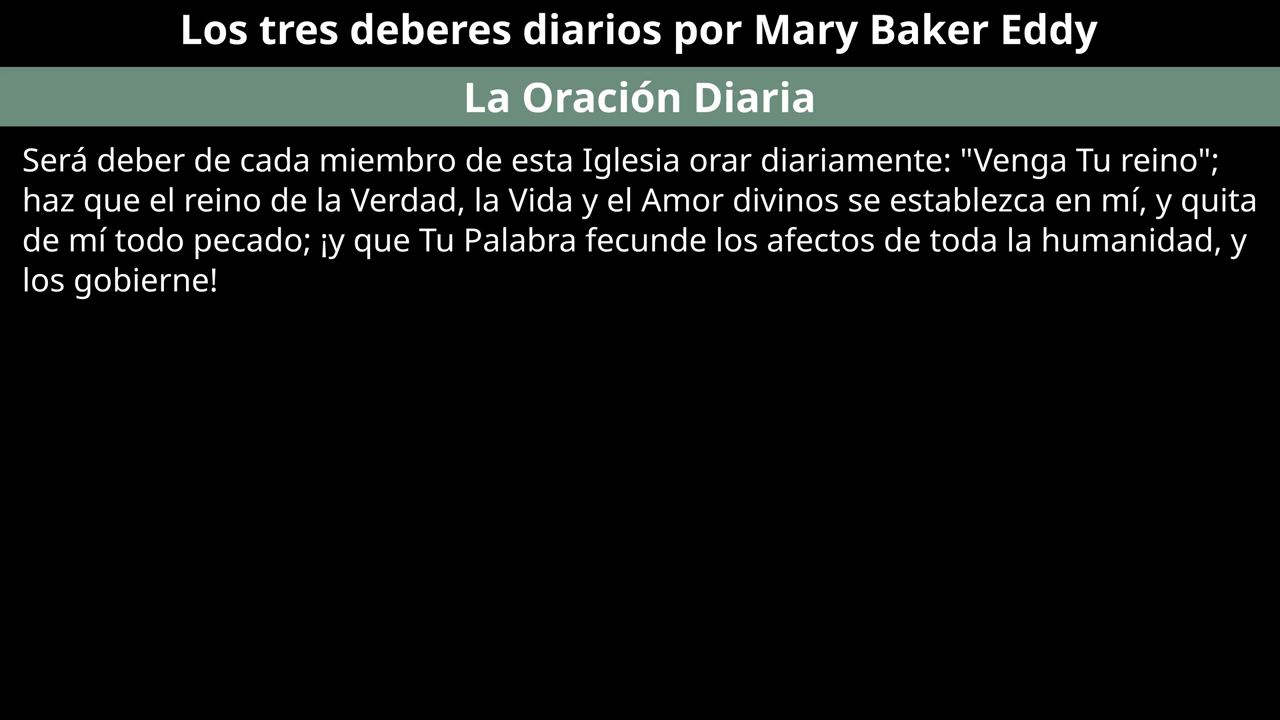 Los tres deberes diarios por Mary Baker Eddy
La Oración Diaria
Será deber de cada miembro de esta Iglesia orar diariamente: "Venga Tu reino";
haz que el reino de la Verdad, la Vida y el Amor divinos se establezca en mí, y quita
de mí todo pecado; ¡y que Tu Palabra fecunde los afectos de toda la humanidad, y
los gobierne!